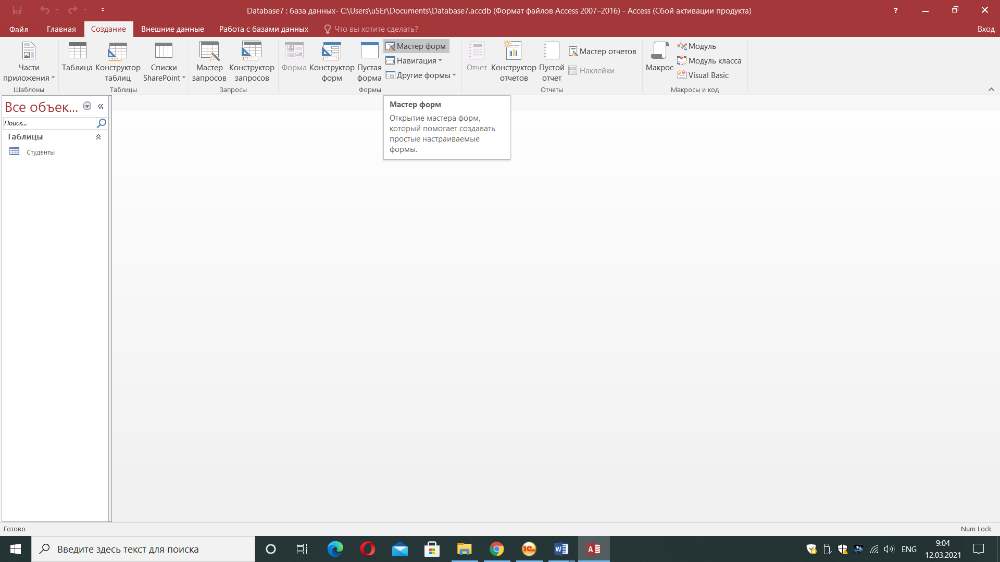 Database7 : база данных- C:\Users\uSEr\Documents\Database7.accdb (Формат файлов Access 2007–2016) - Access (Сбой активации продукта)
?
Файл Главная Создание Внешние данные Работа с базами данных Что вы хотите сделать? Вход
Части приложения
Шаблоны
Таблица
Конструктор таблиц
Списки SharePoint
Таблицы
Мастер запросов
Конструктор запросов
Запросы
Форма
Конструктор форм
Пустая форма
Мастер форм
Навигация
Другие формы
Формы
Отчет
Конструктор отчетов
Пустой отчет
Мастер отчетов
Наклейки
Отчеты
Макрос
Модуль
Модуль класса
Visual Basic
Макросы и код
Все объек...
Поиск...
Таблицы
Студенты
Мастер форм
Открытие мастера форм,
который помогает создавать
простые настраиваемые
формы.
Готово
Num Lock
Введите здесь текст для поиска
ENG
9:04
12.03.2021